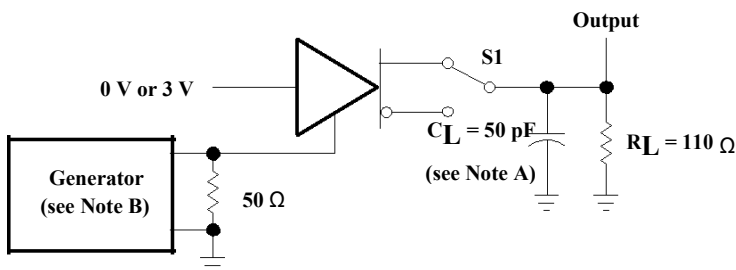 Output
S1
0 V or 3 V
CL = 50 pF
(see Note A)
RL = 110 Ω
Generator
(see Note B)
50 Ω